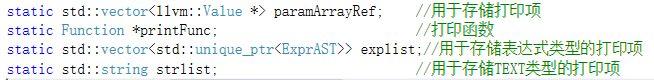 static std::vector<llvm::Value *> paramArrayRef;    //用于存储打印项
static Function *printFunc;    //打印函数
static std::vector<std::unique_ptr<ExprAST>> explist;//用于存储表达式类型的打印项
static std::string strlist;    //用于存储TEXT类型的打印项